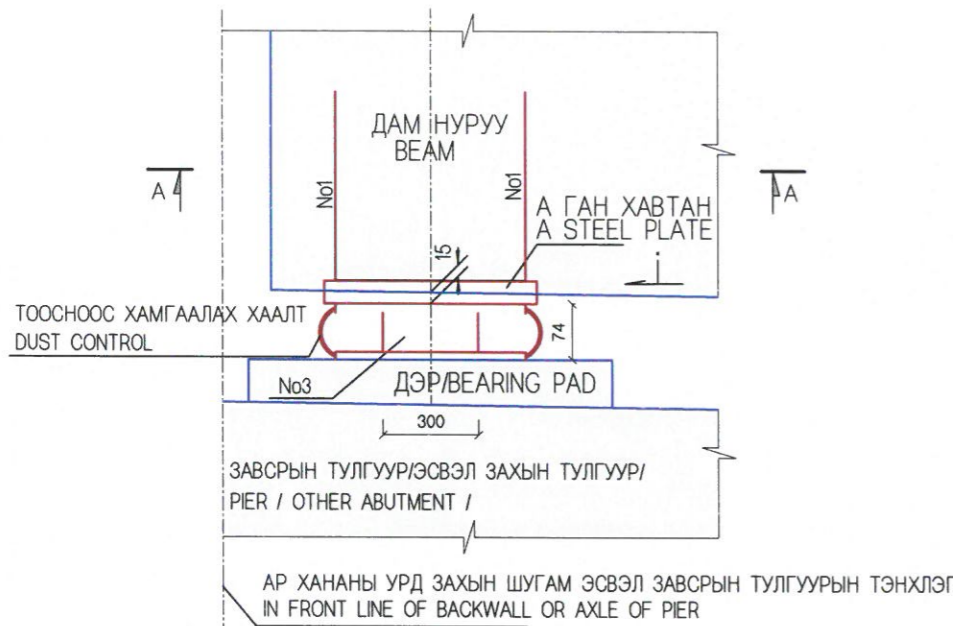 ДАМ НУРУУ
BEAM
No1
No1
A
A
А ГАН ХАВТАН
A STEEL PLATE
15
i
ТООСНООС ХАМГААЛАХ ХААЛТ
DUST CONTROL
74
No3
ДЭР/BEARING PAD
300
ЗАВСРЫН ТУЛГУУР/ЭСВЭЛ ЗАХЫН ТУЛГУУР/
PIER / OTHER ABUTMENT /
АР ХАНАНЫ УРД ЗАХЫН ШУГАМ ЭСВЭЛ ЗАВСРЫН ТУЛГУУРЫН ТЭНХЛЭГ
IN FRONT LINE OF BACKWALL OR AXLE OF PIER